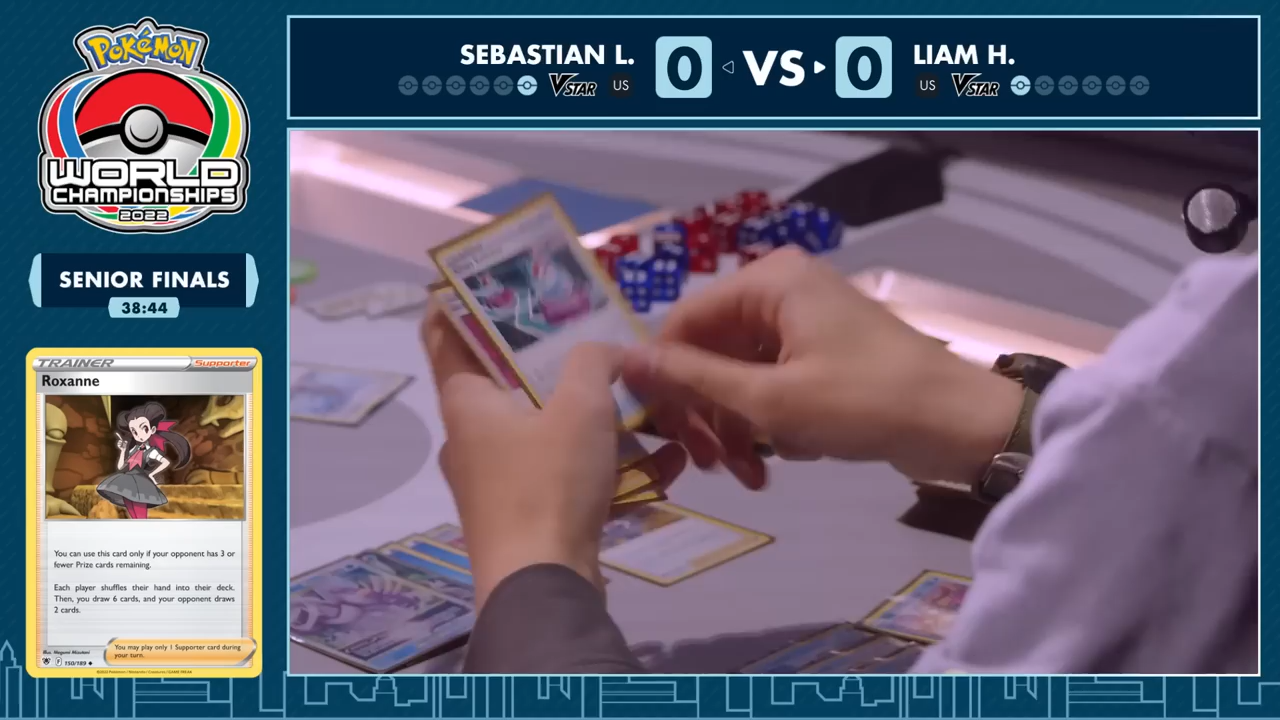 Pokémon
WORLD
CHAMPIONSHIPS
2022
SENIOR FINALS
38:44
SEBASTIAN L. 0 VS 0 LIAM H.
VSTAR US US VSTAR
TRAINER Supporter
Roxanne
You can use this card only if your opponent has 3 or
fewer Prize cards remaining.
Each player shuffles their hand into their deck.
Then, you draw 6 cards, and your opponent draws
2 cards.
You may play only 1 Supporter card during
your turn.
150/189